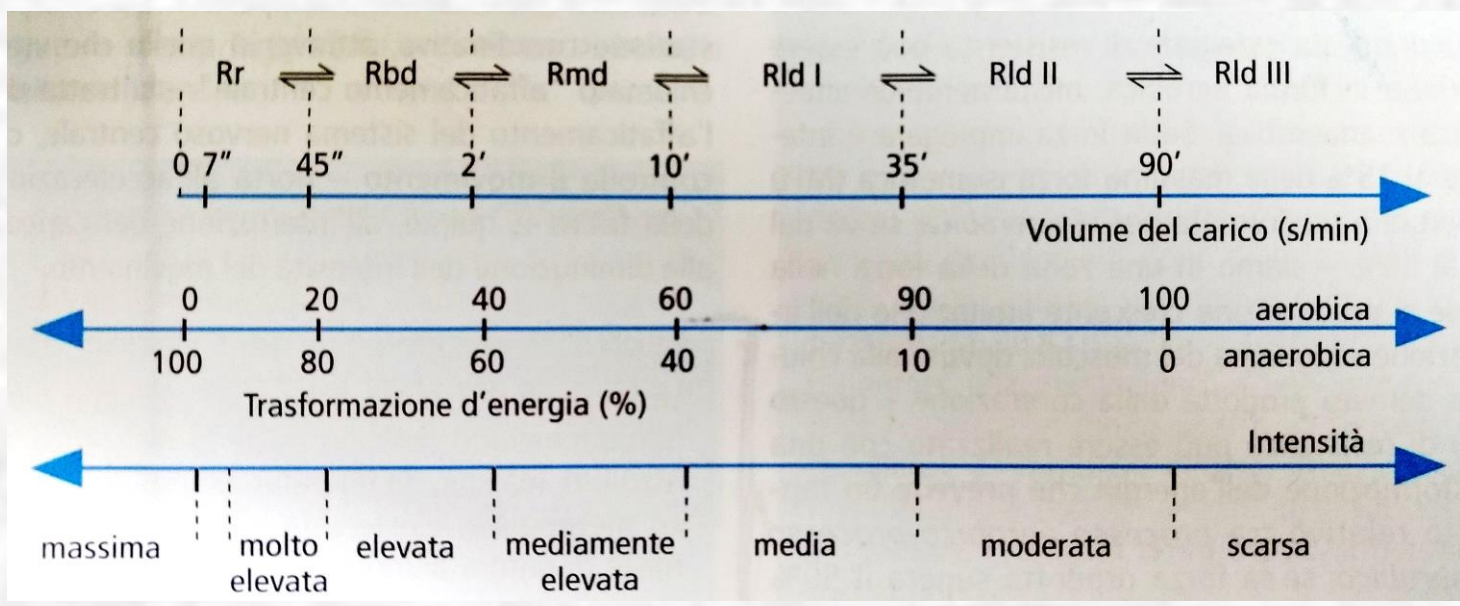 Rr ⇌ Rbd ⇌ Rmd ⇌ Rld I ⇌ Rld II ⇌ Rld III
0 7″ 45″ 2′ 10′ 35′ 90′
Volume del carico (s/min)
0 20 40 60 90 100 aerobica
100 80 60 40 10 0 anaerobica
Trasformazione d'energia (%)
Intensità
massima molto elevata mediamente media moderata scarsa
elevata elevata